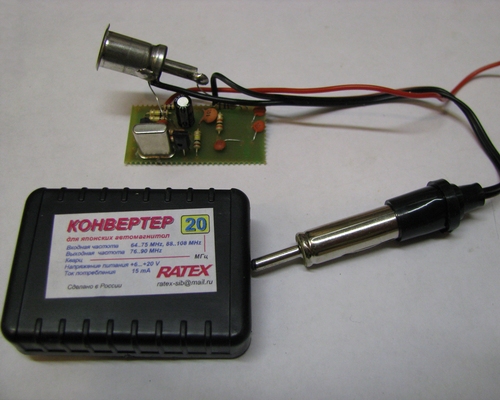 КОНВЕРТЕР 20
для японских автомагнитол
Входная частота 64..75 MHz, 88..108 MHz
Выходная частота 76..90 MHz
Кварц МГц
Напряжение питания +6...+20 V
Ток потребления 15 mA
RATEX
Сделано в России ratex-sib@mail.ru